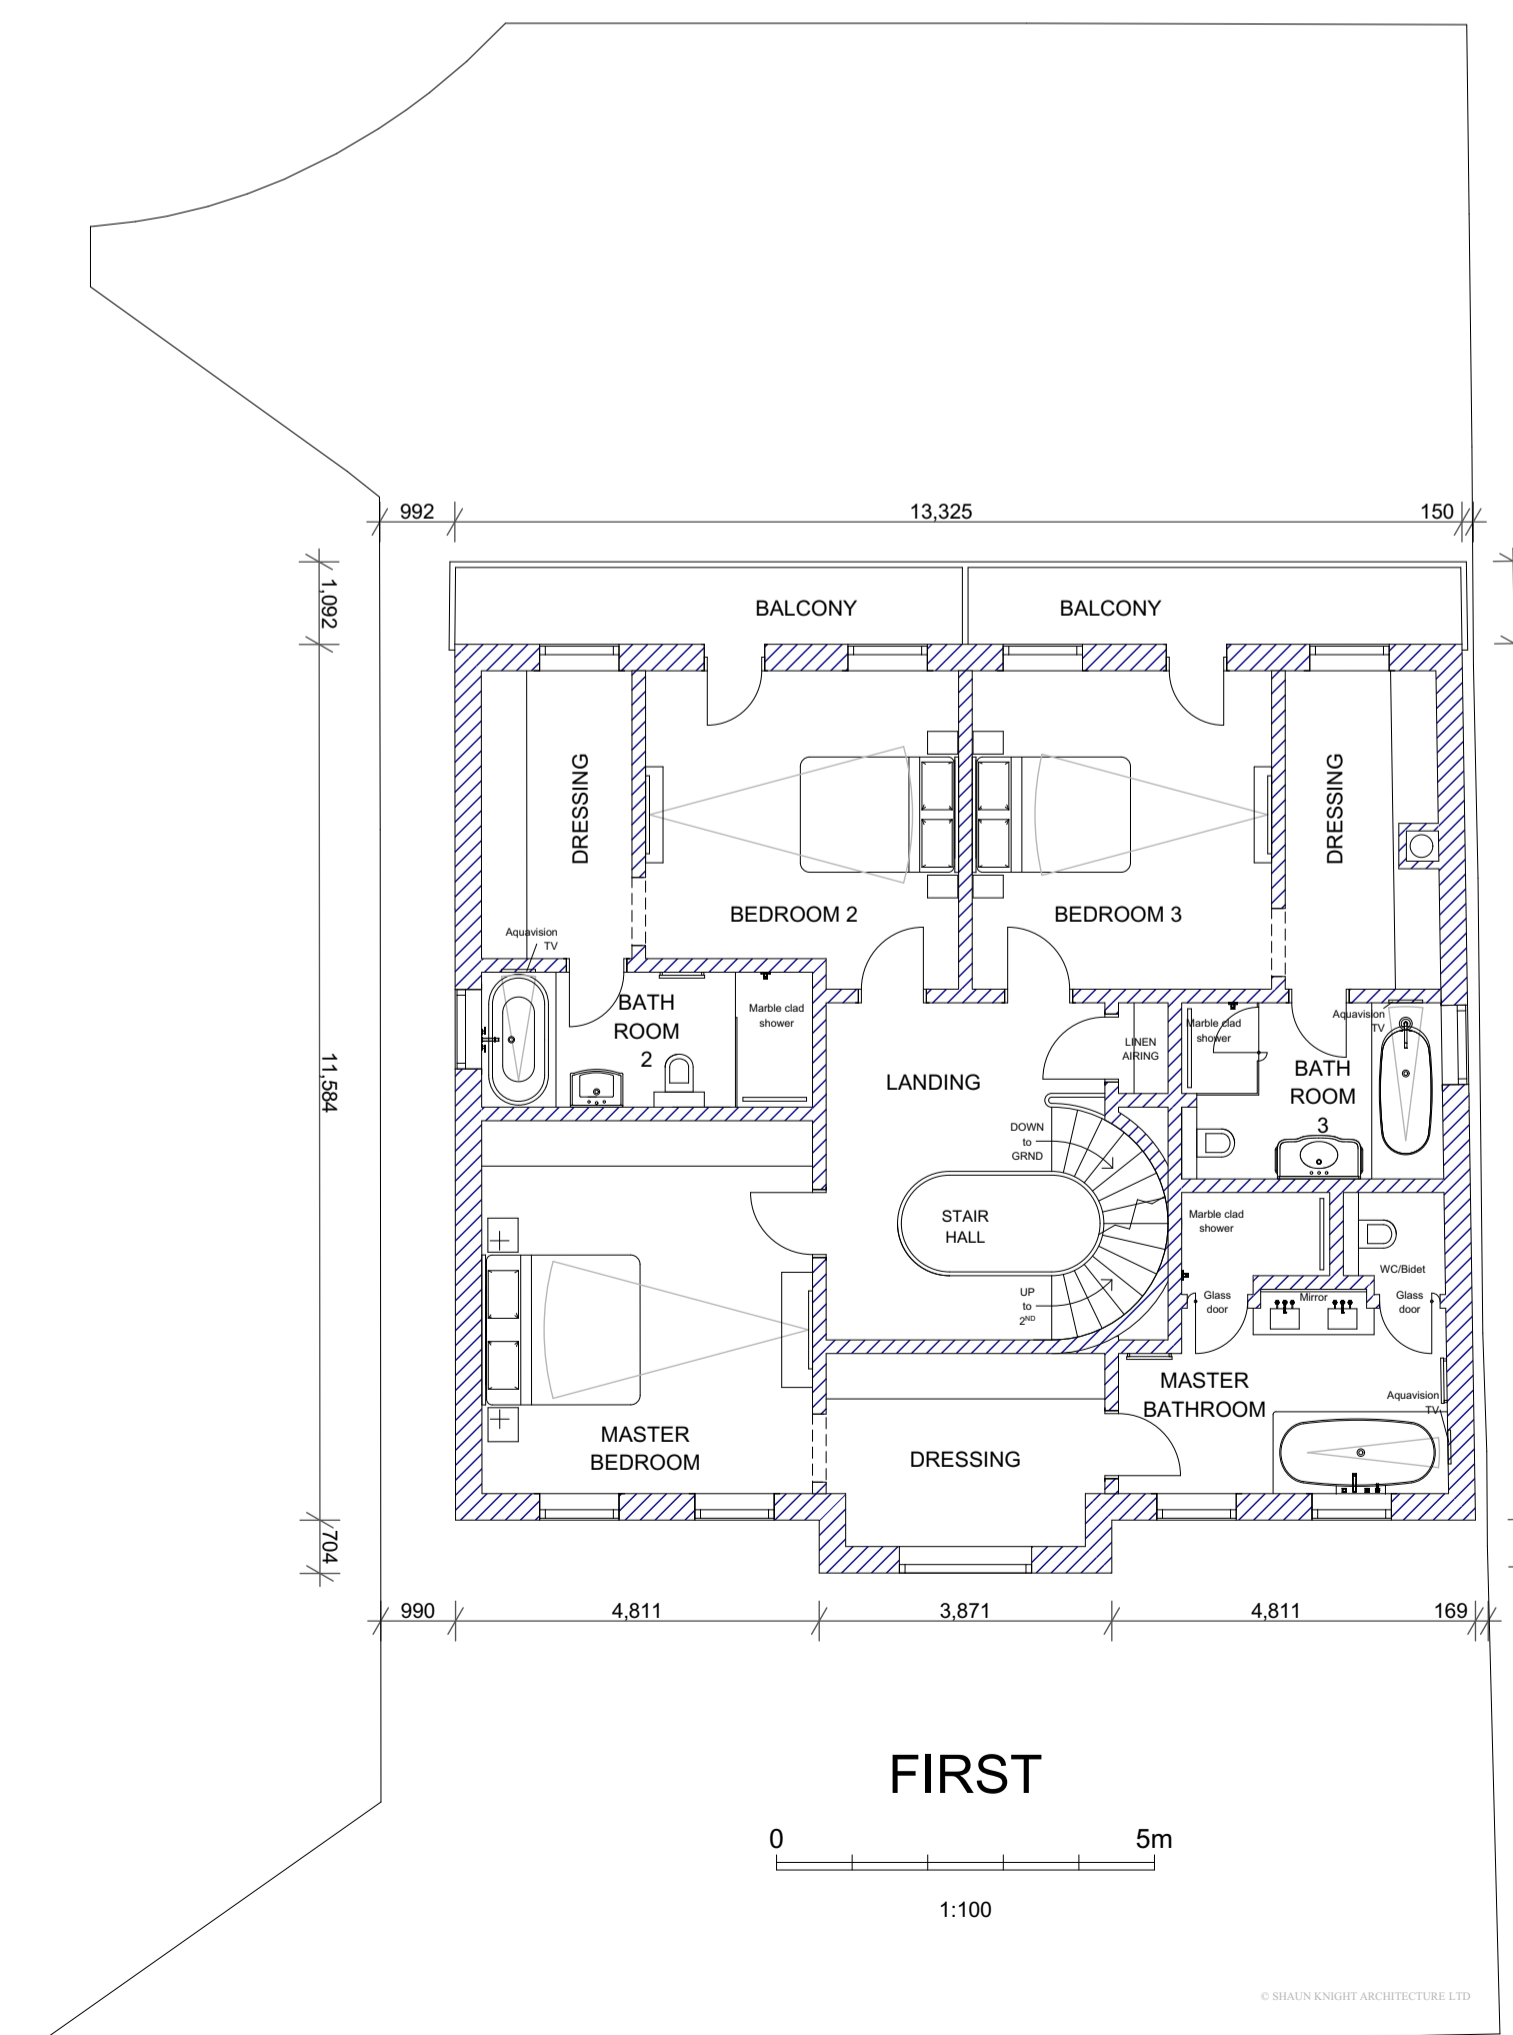 992
13,325
150
1,092
BALCONY
BALCONY
DRESSING
DRESSING
BEDROOM 2
BEDROOM 3
Aquavision
TV
BATH
ROOM
2
Marble clad
shower
LINEN
AIRING
Marble clad
shower
Aquavision
TV
BATH
ROOM
3
LANDING
11,584
DOWN
to
GRND
STAIR
HALL
UP
to
2ND
Marble clad
shower
WC/Bidet
Glass
door
Mirror
Glass
door
MASTER
BATHROOM
Aquavision
TV
MASTER
BEDROOM
DRESSING
704
990
4,811
3,871
4,811
169
FIRST
0
5m
1:100
© SHAUN KNIGHT ARCHITECTURE LTD